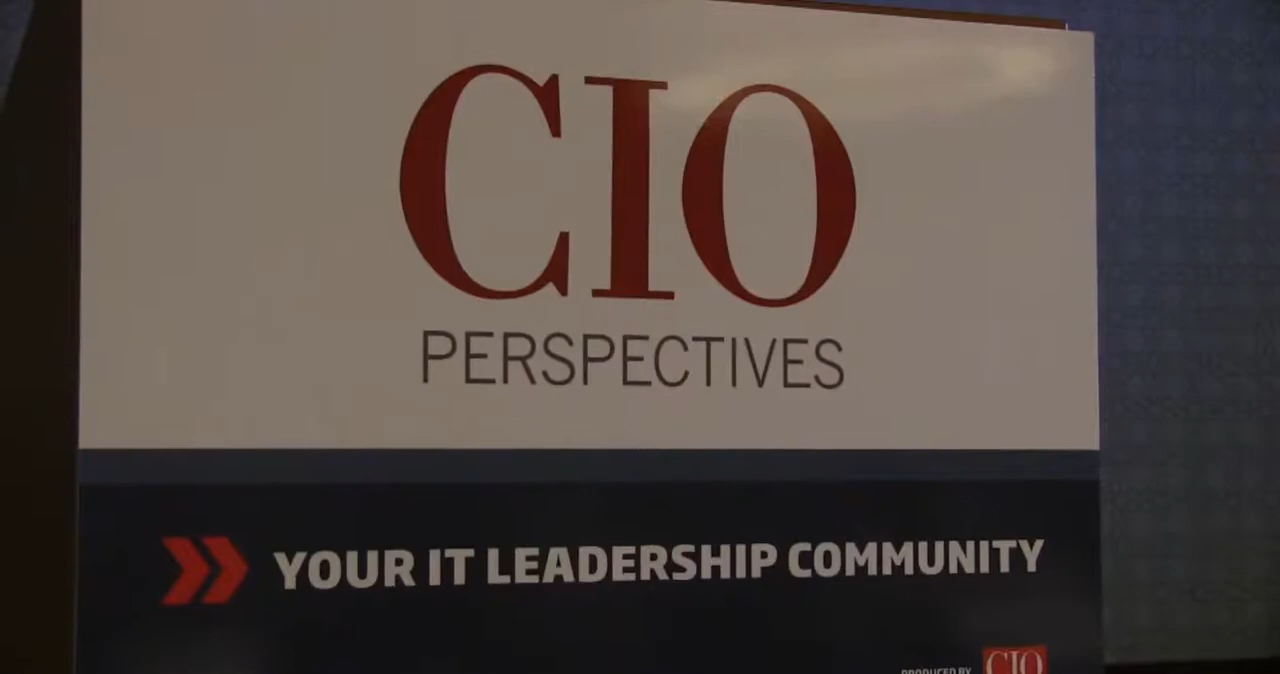 CIO
PERSPECTIVES
YOUR IT LEADERSHIP COMMUNITY
PRODUCED BY CIO